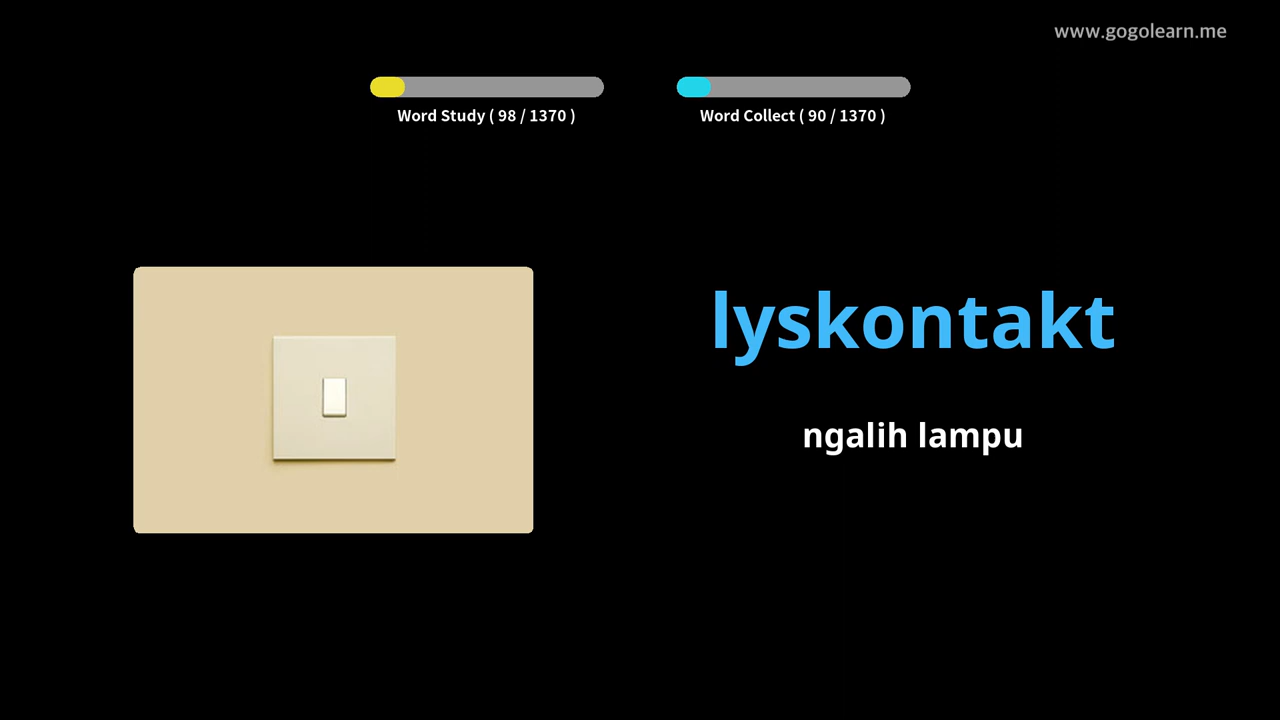 www.gogolearn.me
Word Study ( 98 / 1370 )
Word Collect ( 90 / 1370 )
lyskontakt
ngalih lampu